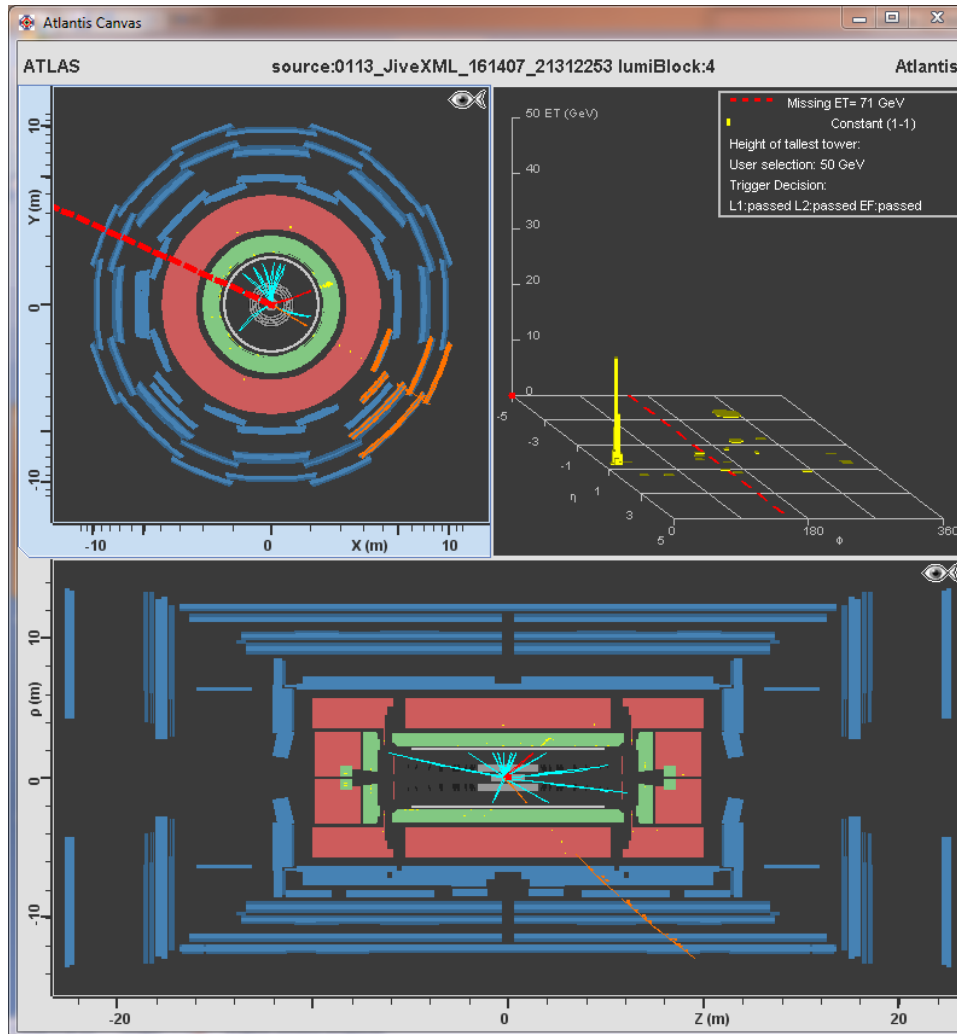 Atlantis Canvas
ATLAS source:0113_JiveXML_161407_21312253 lumiBlock:4 Atlantis
10
Y (m)
0
-10
-10 0 X (m) 10
50 ET (GeV)
40
30
20
10
0
-5
-3
-1
η 1
3
5 0 180 Φ 360
Missing ET= 71 GeV
Constant (1-1)
Height of tallest tower:
User selection: 50 GeV
Trigger Decision:
L1:passed L2:passed EF:passed
10
ρ (m)
0
-10
-20 0 Z (m) 20